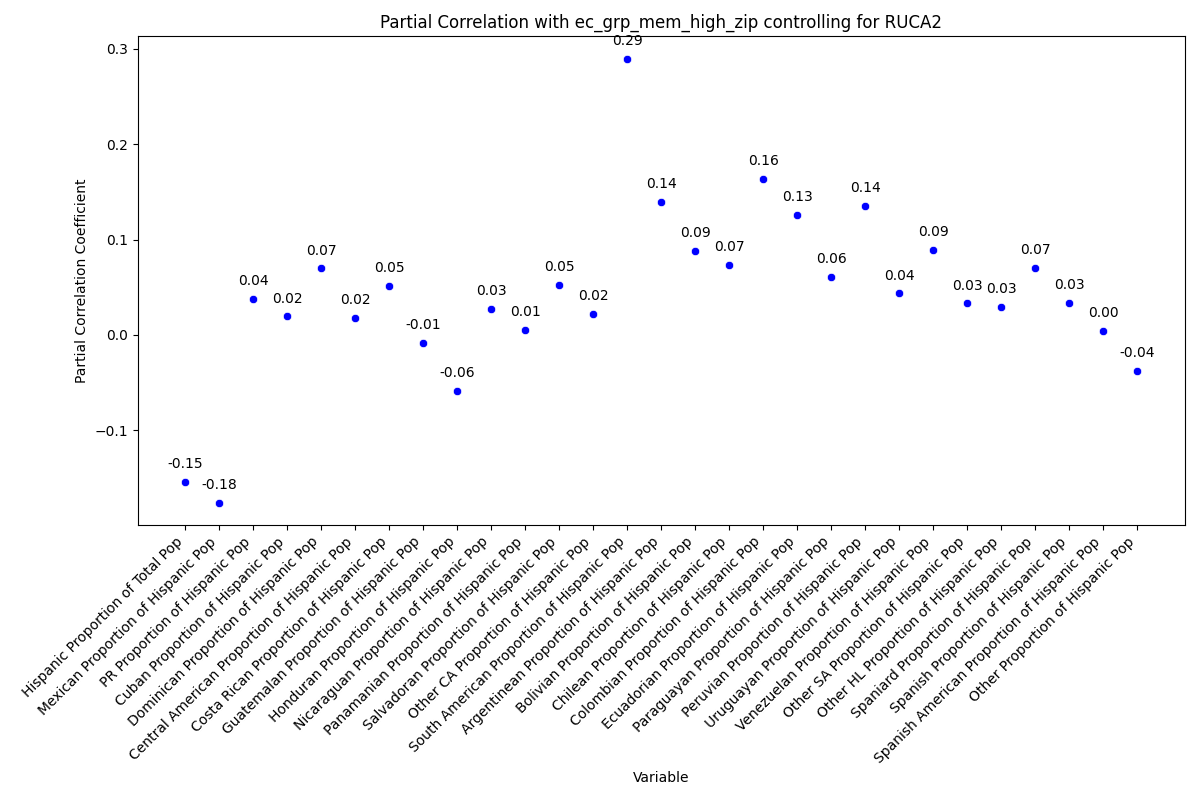 Partial Correlation with ec_grp_mem_high_zip controlling for RUCA2
Partial Correlation Coefficient
0.3
0.2
0.1
0.0
−0.1
-0.15
-0.18
0.04
0.02
0.07
0.02
0.05
-0.01
-0.06
0.03
0.01
0.05
0.02
0.29
0.14
0.09
0.07
0.16
0.13
0.06
0.14
0.04
0.09
0.03
0.03
0.07
0.03
0.00
-0.04
Hispanic Proportion of Total Pop
Mexican Proportion of Hispanic Pop
PR Proportion of Hispanic Pop
Cuban Proportion of Hispanic Pop
Dominican Proportion of Hispanic Pop
Central American Proportion of Hispanic Pop
Costa Rican Proportion of Hispanic Pop
Guatemalan Proportion of Hispanic Pop
Honduran Proportion of Hispanic Pop
Nicaraguan Proportion of Hispanic Pop
Panamanian Proportion of Hispanic Pop
Salvadoran Proportion of Hispanic Pop
Other CA Proportion of Hispanic Pop
South American Proportion of Hispanic Pop
Argentinean Proportion of Hispanic Pop
Bolivian Proportion of Hispanic Pop
Chilean Proportion of Hispanic Pop
Colombian Proportion of Hispanic Pop
Ecuadorian Proportion of Hispanic Pop
Paraguayan Proportion of Hispanic Pop
Peruvian Proportion of Hispanic Pop
Uruguayan Proportion of Hispanic Pop
Venezuelan Proportion of Hispanic Pop
Other SA Proportion of Hispanic Pop
Other HL Proportion of Hispanic Pop
Spaniard Proportion of Hispanic Pop
Spanish Proportion of Hispanic Pop
Spanish American Proportion of Hispanic Pop
Other Proportion of Hispanic Pop
Variable